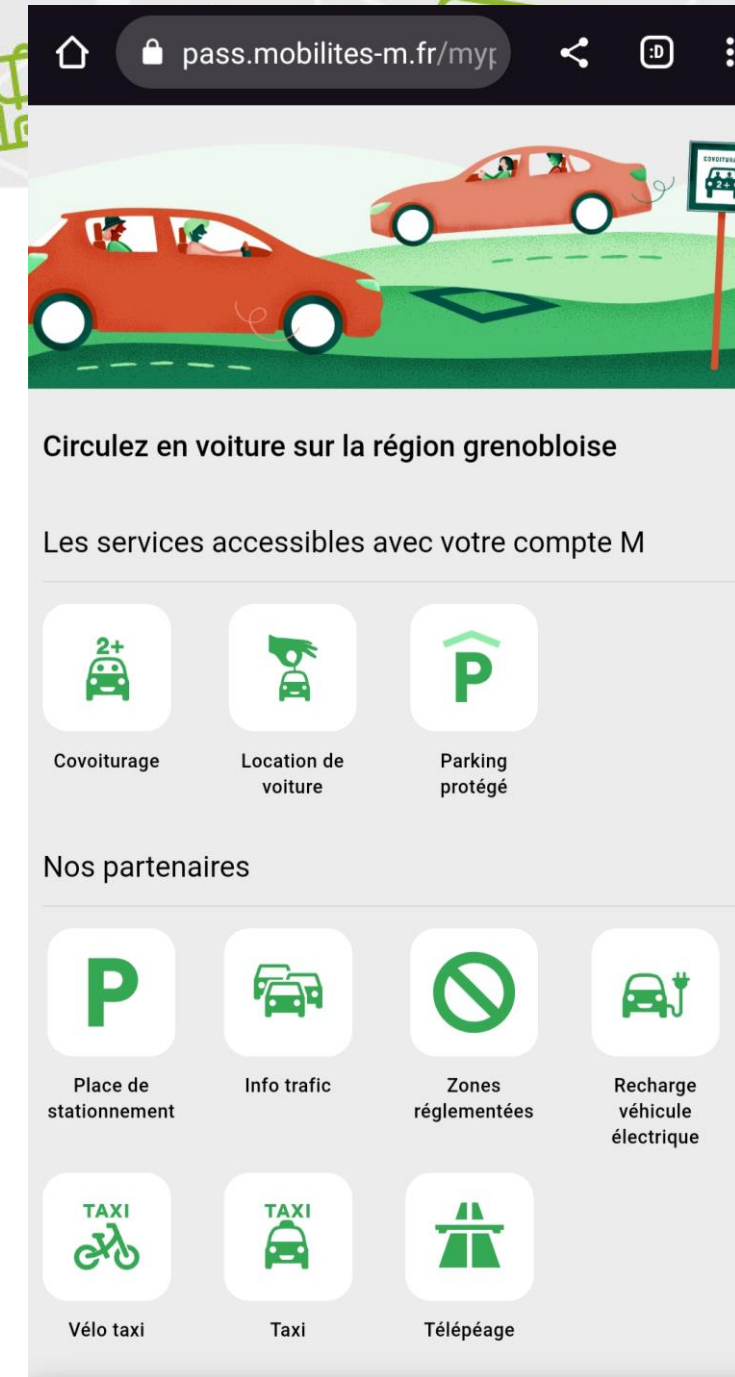 pass.mobilites-m.fr/myp
:D
COVOITURAGE
2+
Circulez en voiture sur la région grenobloise
Les services accessibles avec votre compte M
2+
P
Covoiturage
Location de
voiture
Parking
protégé
Nos partenaires
P
Place de
stationnement
Info trafic
Zones
réglementées
Recharge
véhicule
électrique
TAXI
TAXI
Vélo taxi
Taxi
Télépéage